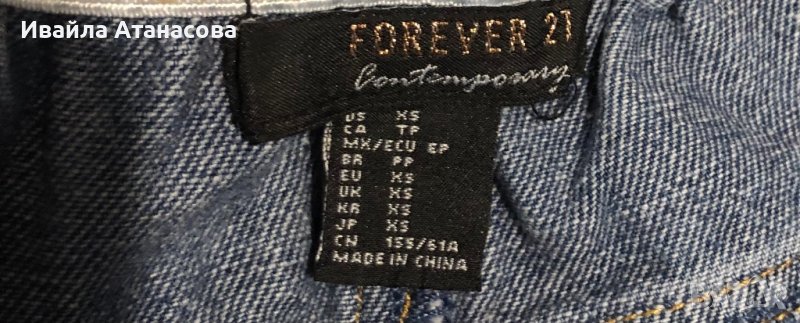 Ивайла Атанасова
FOREVER 21
Contemporary
US XS
CA TP
MX/ECU EP
BR PP
EU XS
UK XS
KR XS
JP XS
CN 155/61A
MADE IN CHINA